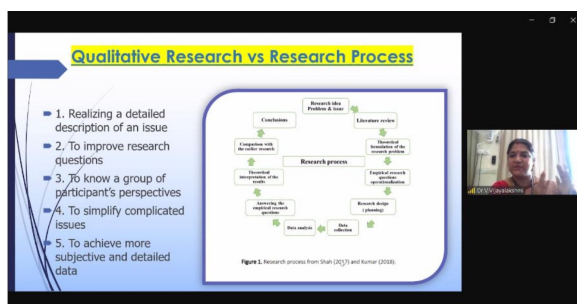 Qualitative Research vs Research Process
1. Realizing a detailed
description of an issue
2. To improve research
questions
3. To know a group of
participant's perspectives
4. To simplify complicated
issues
5. To achieve more
subjective and detailed
data
Research idea
Problem & issue
Literature review
Theoretical
formulation of the
research problem
Empirical research
questions
operationalization
Research design
(planning)
Data
collection
Data analysis
Answering the
empirical research
questions
Theoretical
interpretation of the
results
Comparison with
the earlier research
Conclusions
Research process
Figure 1. Research process from Shah (2017) and Kumar (2018).